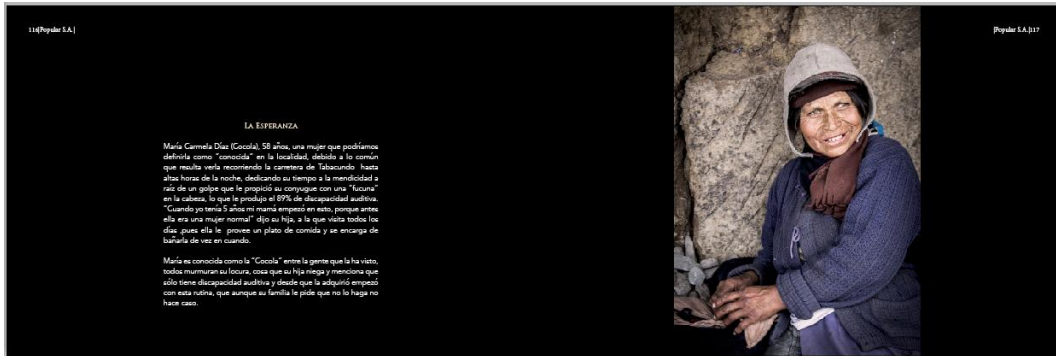 116|Popular S.A.|
|Popular S.A.|117
La Esperanza
María Carmela Díaz (Cocola), 58 años, una mujer que podríamos
definirla como "conocida" en la localidad, debido a lo común
que resulta verla recorriendo la carretera de Tabacundo hasta
altas horas de la noche, dedicando su tiempo a la mendicidad a
raíz de un golpe que le propició su conyugue con una "fucuna"
en la cabeza, lo que le produjo el 89% de discapacidad auditiva.
"Cuando yo tenía 5 años mi mamá empezó en esto, porque antes
ella era una mujer normal" dijo su hija, a la que visita todos los
días ,pues ella le provee un plato de comida y se encarga de
bañarla de vez en cuando.
María es conocida como la "Cocola" entre la gente que la ha visto,
todos murmuran su locura, cosa que su hija niega y menciona que
sólo tiene discapacidad auditiva y desde que la adquirió empezó
con esta rutina, que aunque su familia le pide que no lo haga no
hace caso.